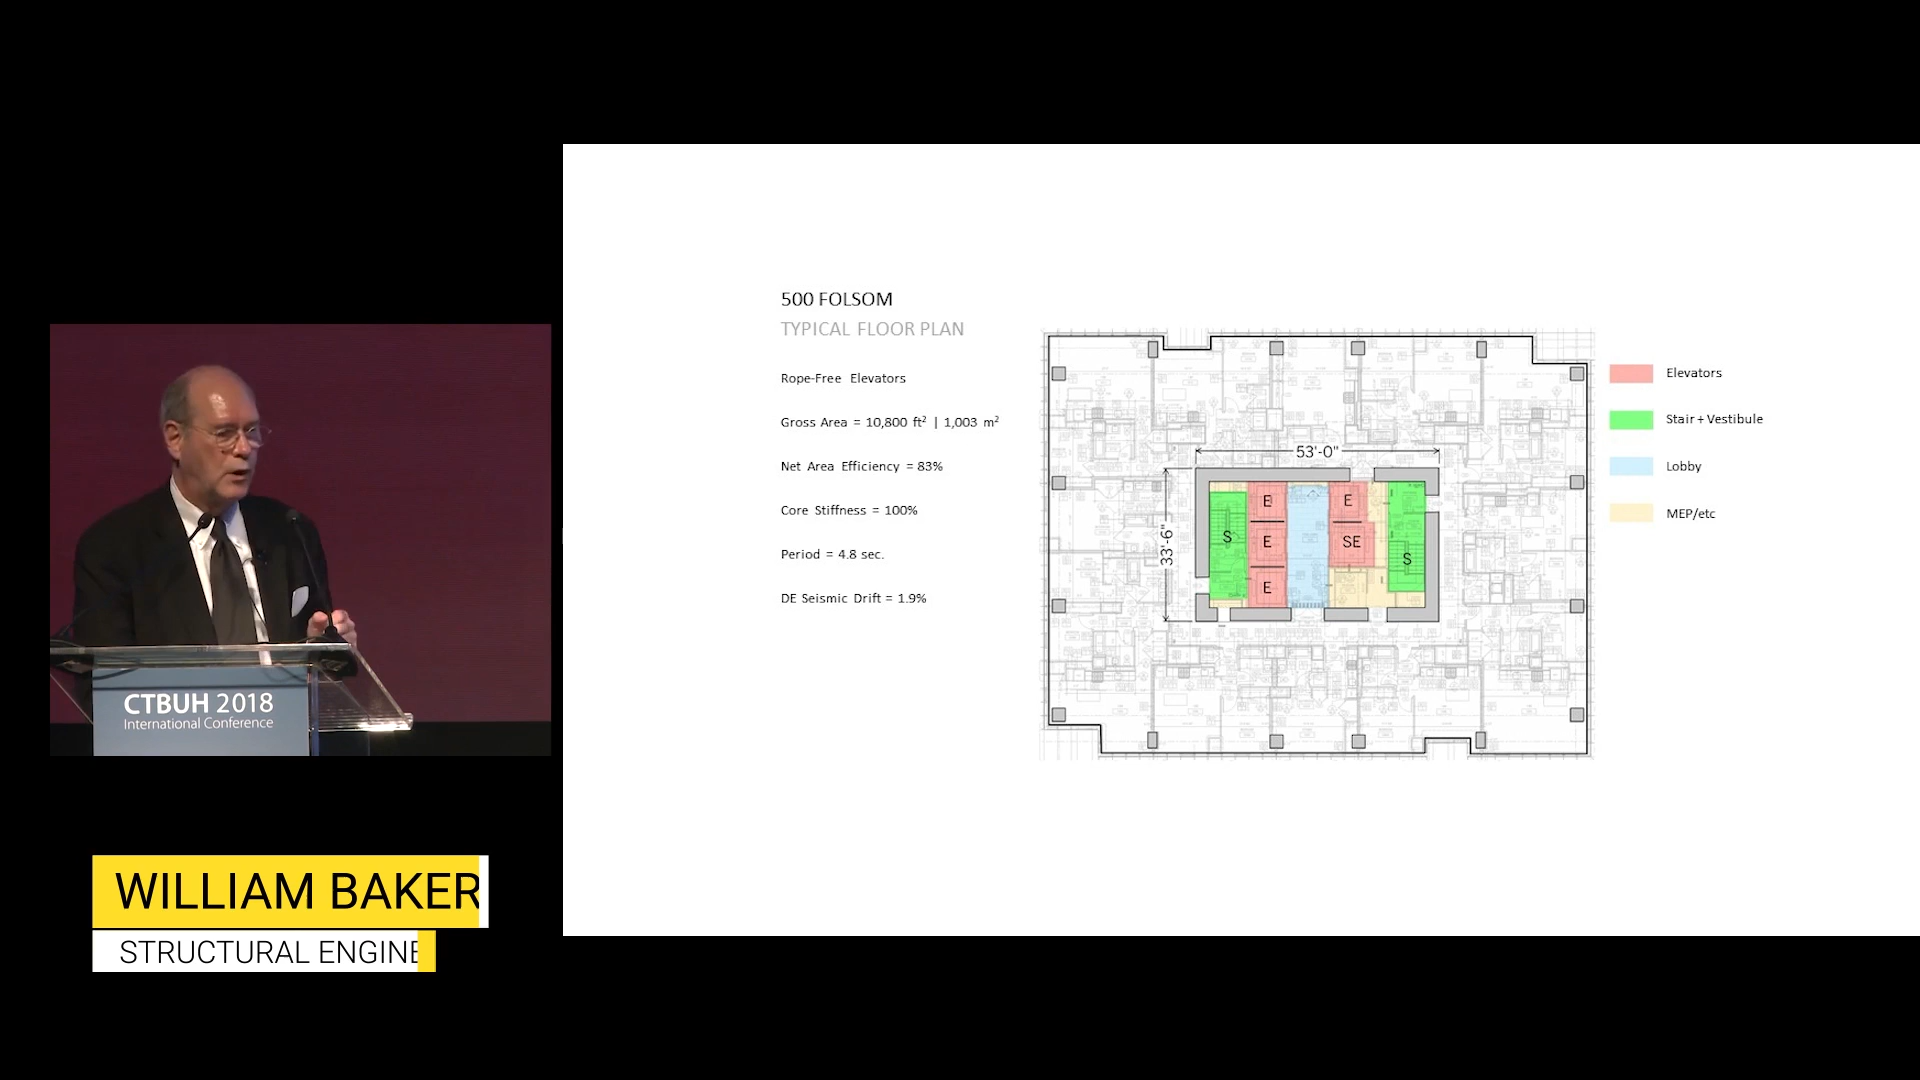 500 FOLSOM
TYPICAL FLOOR PLAN
Rope-Free Elevators
Gross Area = 10,800 ft² | 1,003 m²
Net Area Efficiency = 83%
Core Stiffness = 100%
Period = 4.8 sec.
DE Seismic Drift = 1.9%
53'-0"
33'-6"
E
E
S
E
SE
S
E
Elevators
Stair + Vestibule
Lobby
MEP/etc
CTBUH 2018
International Conference
WILLIAM BAKER
STRUCTURAL ENGINE